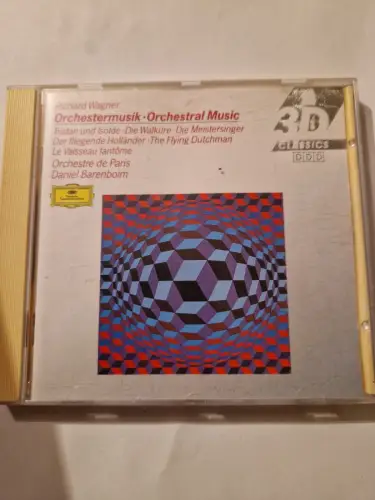 Richard Wagner
Orchestermusik · Orchestral Music
Tristan und Isolde · Die Walküre · Die Meistersinger
Der fliegende Holländer · The Flying Dutchman
Le Vaisseau fantôme
Orchestre de Paris
Daniel Barenboim
3D
CLASSICS
DDD